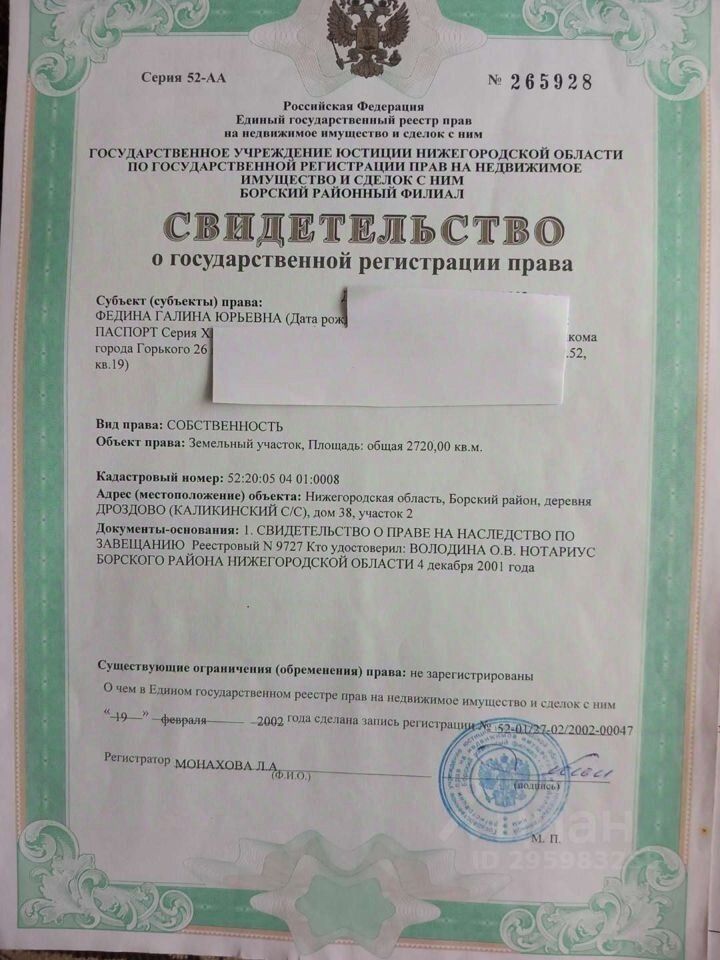 Серия 52-АА № 265928
Российская Федерация
Единый государственный реестр прав
на недвижимое имущество и сделок с ним
ГОСУДАРСТВЕННОЕ УЧРЕЖДЕНИЕ ЮСТИЦИИ НИЖЕГОРОДСКОЙ ОБЛАСТИ
ПО ГОСУДАРСТВЕННОЙ РЕГИСТРАЦИИ ПРАВ НА НЕДВИЖИМОЕ
ИМУЩЕСТВО И СДЕЛОК С НИМ
БОРСКИЙ РАЙОННЫЙ ФИЛИАЛ
СВИДЕТЕЛЬСТВО
о государственной регистрации права
Субъект (субъекты) права:
ФЕДИНА ГАЛИНА ЮРЬЕВНА (Дата рож
ПАСПОРТ Серия X кома
города Горького 26 .52,
кв.19)
Вид права: СОБСТВЕННОСТЬ
Объект права: Земельный участок, Площадь: общая 2720,00 кв.м.
Кадастровый номер: 52:20:05 04 01:0008
Адрес (местоположение) объекта: Нижегородская область, Борский район, деревня
ДРОЗДОВО (КАЛИКИНСКИЙ С/С), дом 38, участок 2
Документы-основания: 1. СВИДЕТЕЛЬСТВО О ПРАВЕ НА НАСЛЕДСТВО ПО
ЗАВЕЩАНИЮ Реестровый N 9727 Кто удостоверил: ВОЛОДИНА О.В. НОТАРИУС
БОРСКОГО РАЙОНА НИЖЕГОРОДСКОЙ ОБЛАСТИ 4 декабря 2001 года
Существующие ограничения (обременения) права: не зарегистрированы
О чем в Едином государственном реестре прав на недвижимое имущество и сделок с ним
“19” февраля 2002 года сделана запись регистрации № 52-01/27-02/2002-00047
Регистратор МОНАХОВА Л.А.
(Ф.И.О.) (подпись)
М. П.
ID 2959837